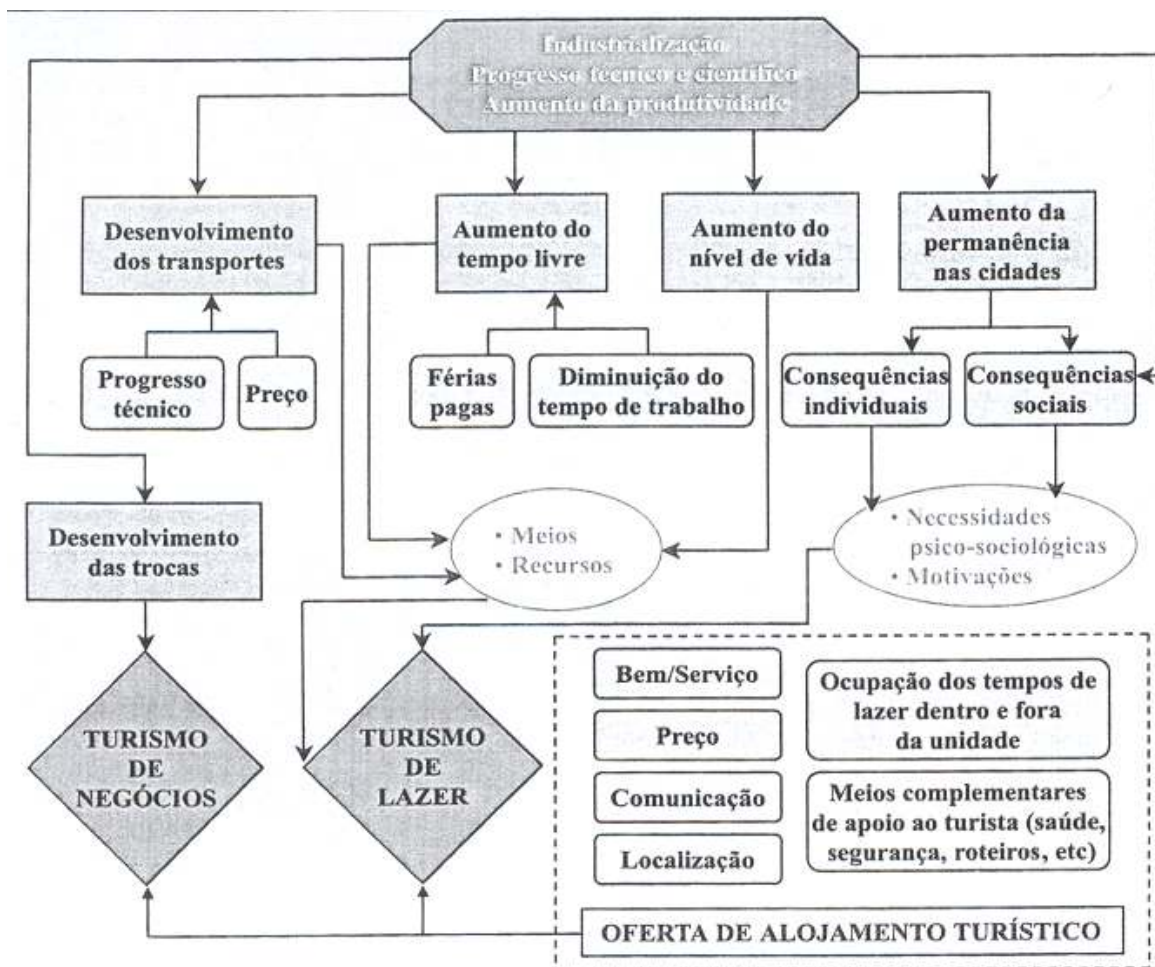 Industrialização
Progresso técnico e científico
Aumento da produtividade
Desenvolvimento
dos transportes
Aumento do
tempo livre
Aumento do
nível de vida
Aumento da
permanência
nas cidades
Progresso
técnico
Preço
Férias
pagas
Diminuição do
tempo de trabalho
Consequências
individuais
Consequências
sociais
Desenvolvimento
das trocas
• Meios
• Recursos
• Necessidades
psico-sociológicas
• Motivações
TURISMO
DE
NEGÓCIOS
TURISMO
DE
LAZER
Bem/Serviço
Preço
Comunicação
Localização
Ocupação dos tempos de
lazer dentro e fora
da unidade
Meios complementares
de apoio ao turista (saúde,
segurança, roteiros, etc)
OFERTA DE ALOJAMENTO TURÍSTICO